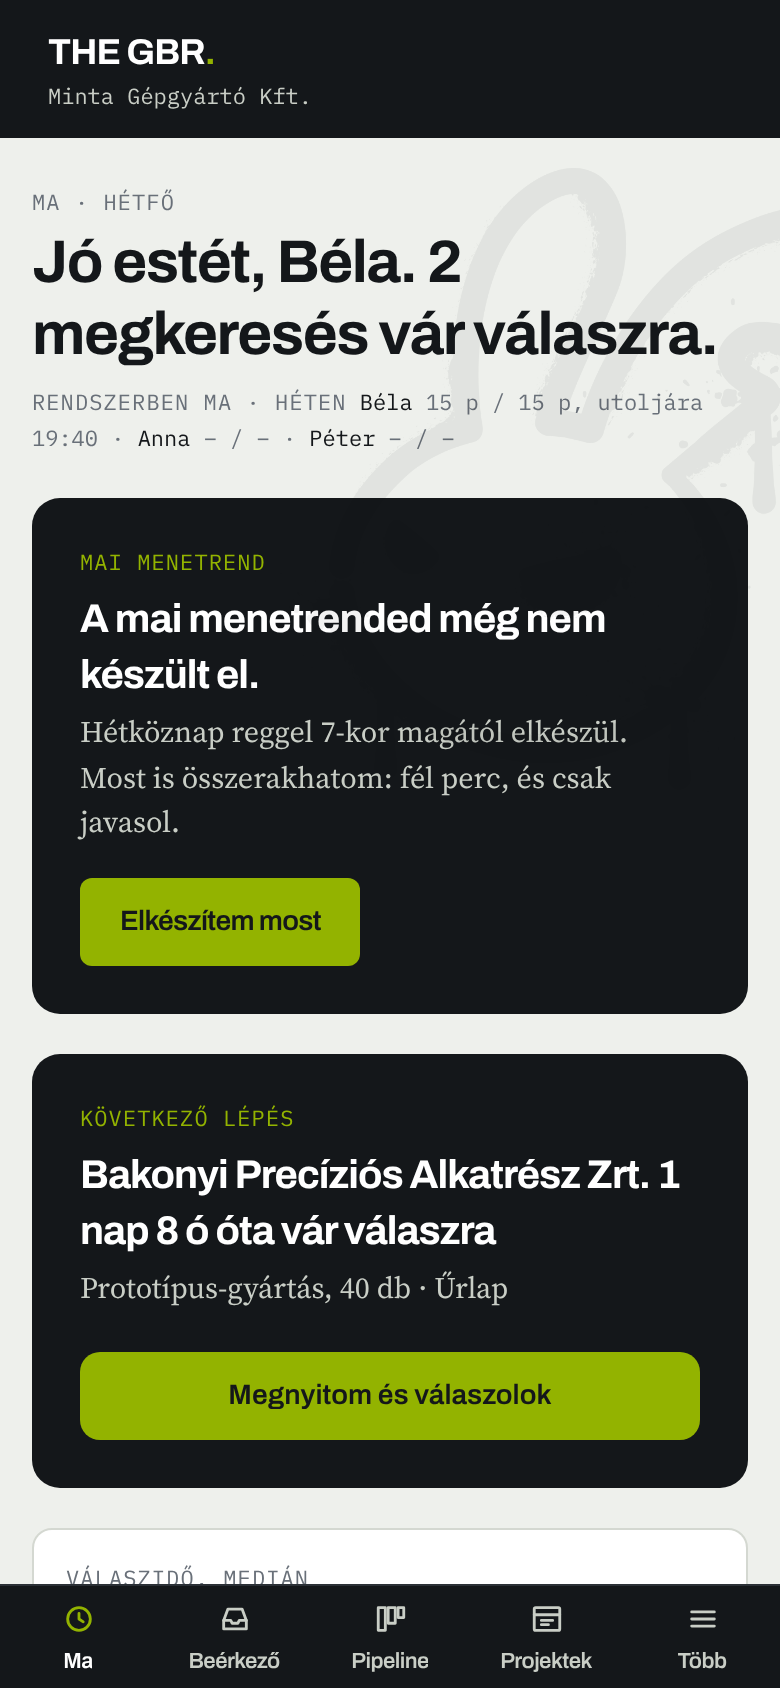 THE GBR.
Minta Gépgyártó Kft.
MA · HÉTFŐ
Jó estét, Béla. 2
megkeresés vár válaszra.
RENDSZERBEN MA · HÉTEN Béla 15 p / 15 p, utoljára
19:40 · Anna – / – · Péter – / –
MAI MENETREND
A mai menetrended még nem
készült el.
Hétköznap reggel 7-kor magától elkészül.
Most is összerakhatom: fél perc, és csak
javasol.
Elkészítem most
KÖVETKEZŐ LÉPÉS
Bakonyi Precíziós Alkatrész Zrt. 1
nap 8 ó óta vár válaszra
Prototípus-gyártás, 40 db · Űrlap
Megnyitom és válaszolok
VÁLASZIDŐ, MEDIÁN
Ma
Beérkező
Pipeline
Projektek
Több